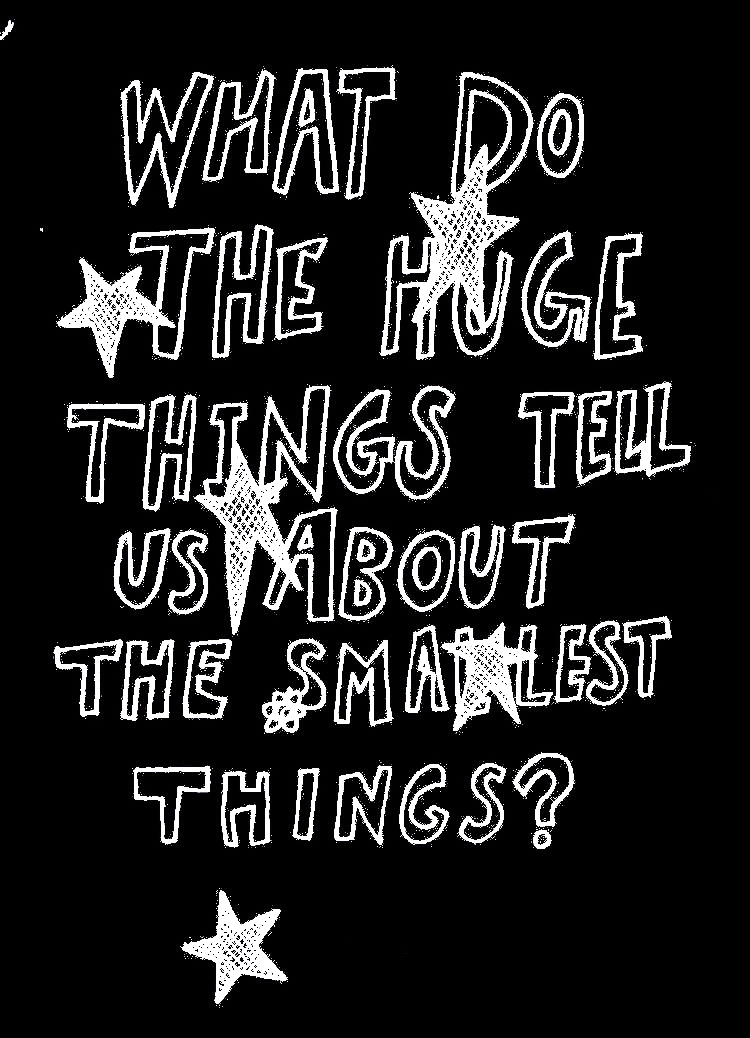 WHAT DO
THE HUGE
THINGS TELL
US ABOUT
THE SMALLEST
THINGS?